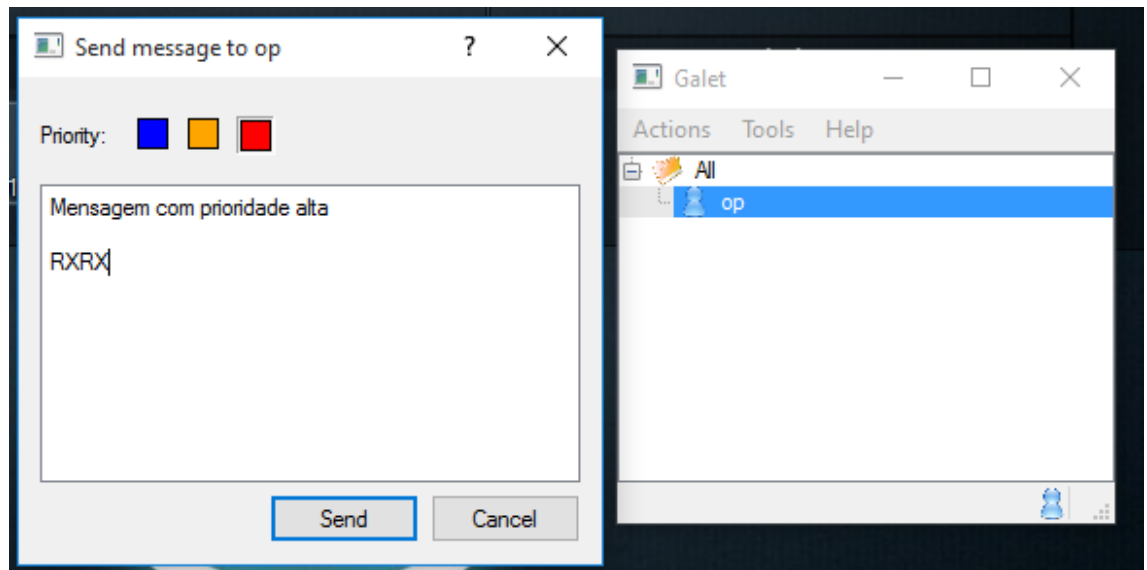 Send message to op
?
Priority:
Mensagem com prioridade alta
RXRX
Send
Cancel
Galet
Actions Tools Help
All
op